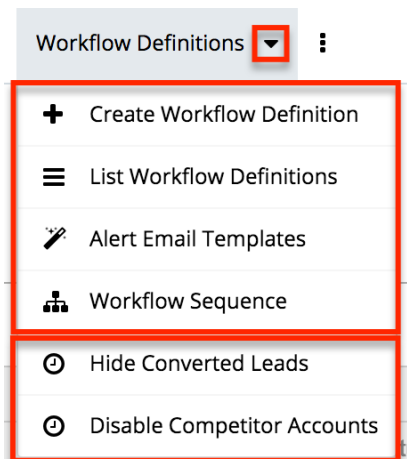 Workflow Definitions
Create Workflow Definition
List Workflow Definitions
Alert Email Templates
Workflow Sequence
Hide Converted Leads
Disable Competitor Accounts